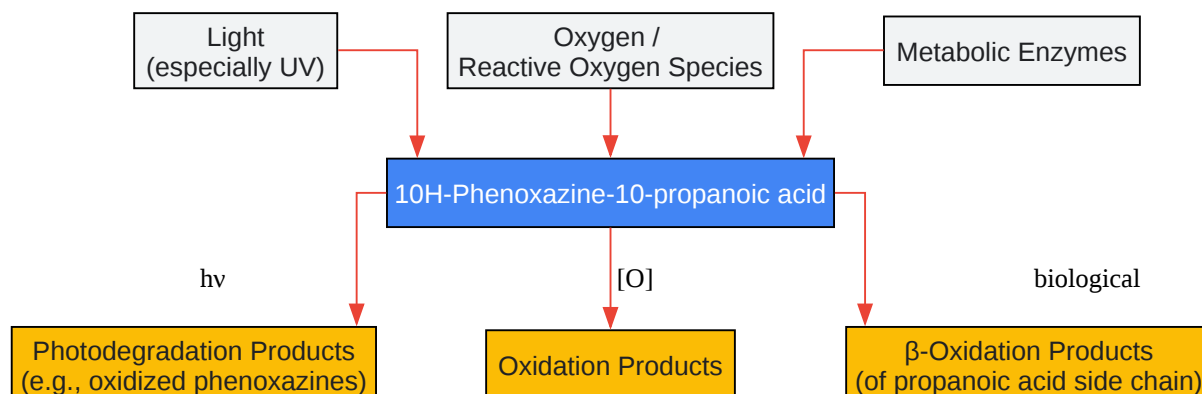 Light
(especially UV)
Oxygen /
Reactive Oxygen Species
Metabolic Enzymes
10H-Phenoxazine-10-propanoic acid
hν
[O]
biological
Photodegradation Products
(e.g., oxidized phenoxazines)
Oxidation Products
β-Oxidation Products
(of propanoic acid side chain)